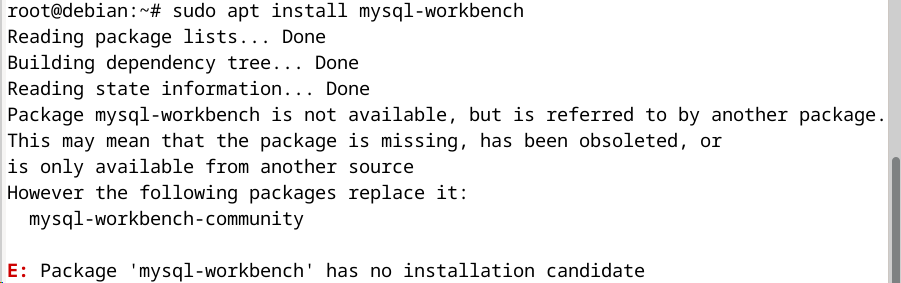 root@debian:~# sudo apt install mysql-workbench
Reading package lists... Done
Building dependency tree... Done
Reading state information... Done
Package mysql-workbench is not available, but is referred to by another package.
This may mean that the package is missing, has been obsoleted, or
is only available from another source
However the following packages replace it:
  mysql-workbench-community
E: Package 'mysql-workbench' has no installation candidate